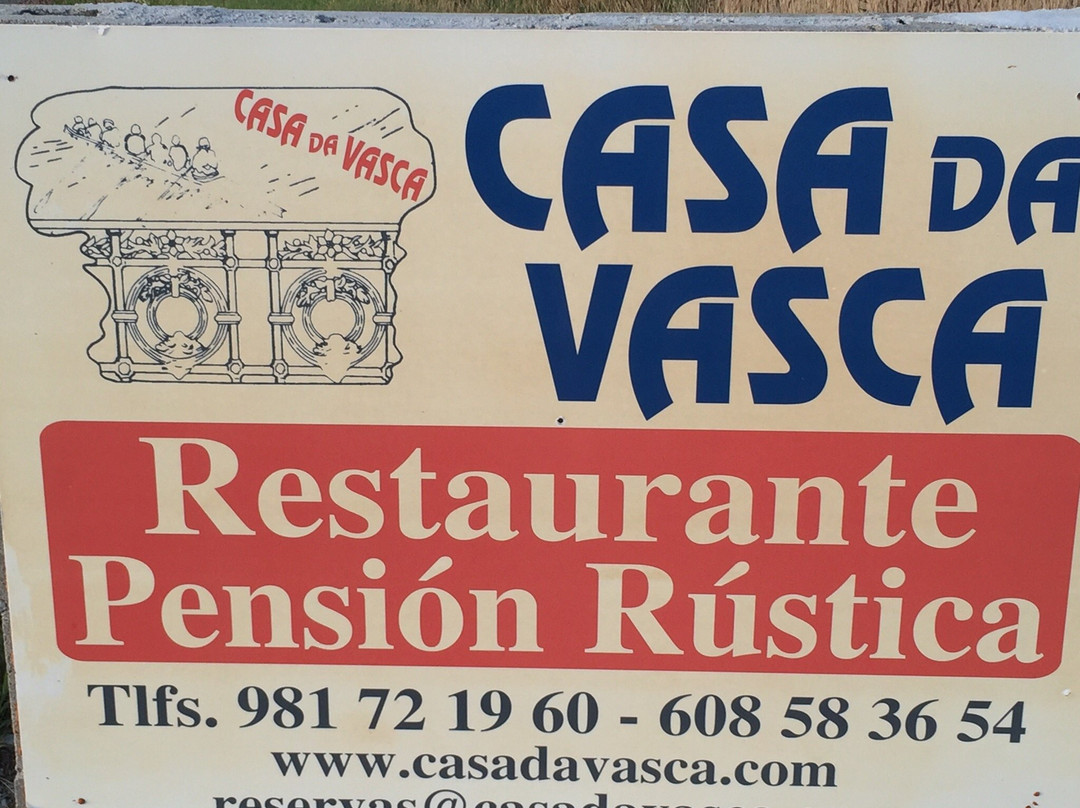 CASA DA VASCA
CASA DA
VASCA
Restaurante
Pensión Rústica
Tlfs. 981 72 19 60 - 608 58 36 54
www.casadavasca.com